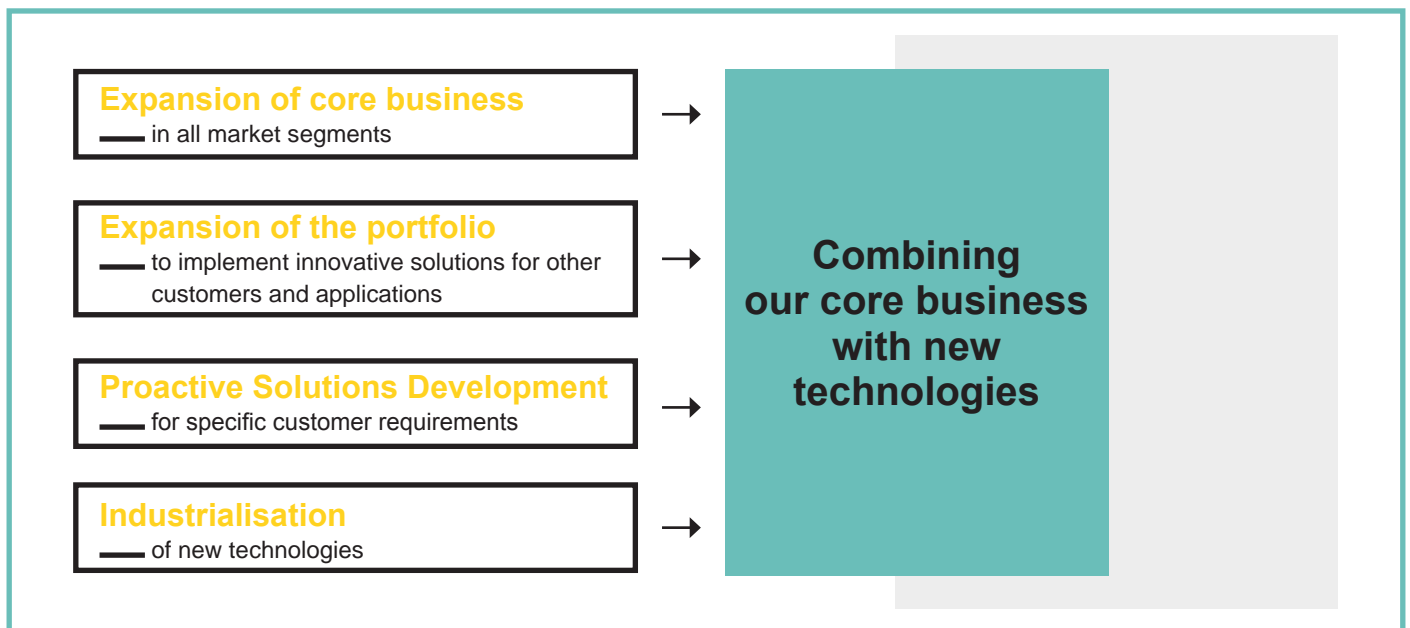 Expansion of core business
in all market segments
Expansion of the portfolio
to implement innovative solutions for other
customers and applications
Proactive Solutions Development
for specific customer requirements
Industrialisation
of new technologies
Combining
our core business
with new
technologies